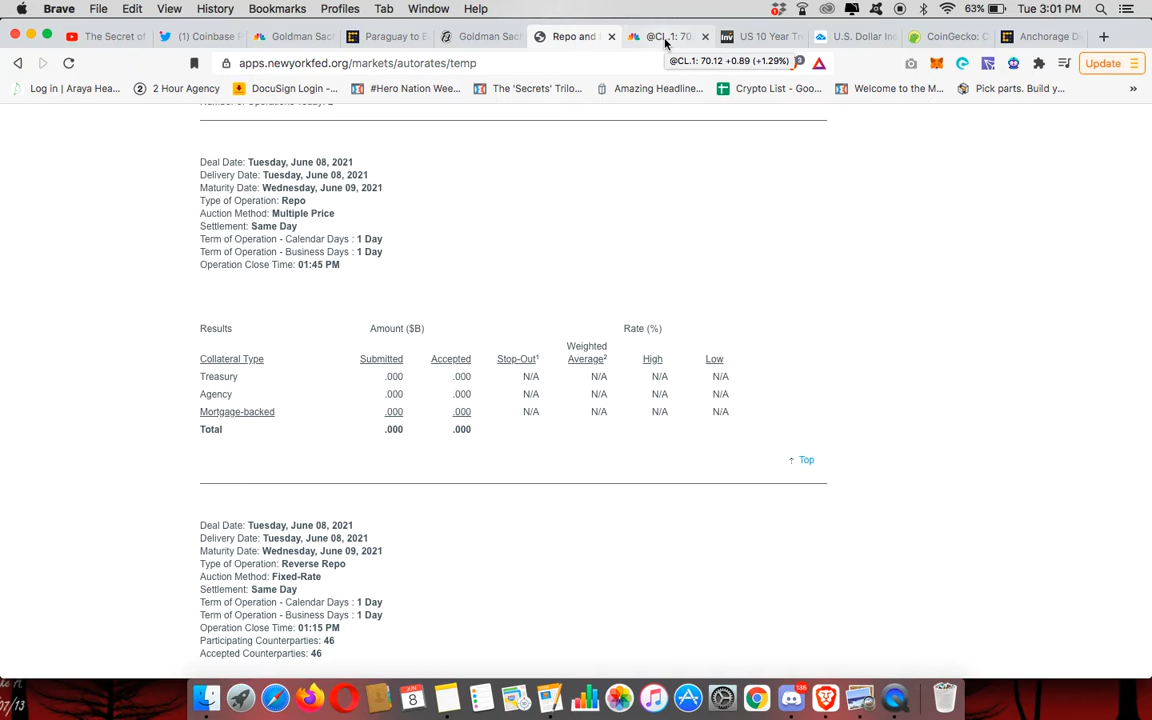 Brave File Edit View History Bookmarks Profiles Tab Window Help 63% Tue 3:01 PM
The Secret of (1) Coinbase Goldman Sac Paraguay to E Goldman Sach Repo and @CL.1: 70. US 10 Year Tr U.S. Dollar Ind CoinGecko: C Anchorage Di
apps.newyorkfed.org/markets/autorates/temp @CL.1: 70.12 +0.89 (+1.29%) 3 Update
Log in | Araya Hea... 2 Hour Agency DocuSign Login -... #Hero Nation Wee... The 'Secrets' Trilo... Amazing Headline... Crypto List - Goo... Welcome to the M... Pick parts. Build y... »
Deal Date: Tuesday, June 08, 2021
Delivery Date: Tuesday, June 08, 2021
Maturity Date: Wednesday, June 09, 2021
Type of Operation: Repo
Auction Method: Multiple Price
Settlement: Same Day
Term of Operation - Calendar Days : 1 Day
Term of Operation - Business Days : 1 Day
Operation Close Time: 01:45 PM
Results Amount ($B) Rate (%)
Collateral Type Submitted Accepted Stop-Out¹ Weighted Average² High Low
Treasury .000 .000 N/A N/A N/A N/A
Agency .000 .000 N/A N/A N/A N/A
Mortgage-backed .000 .000 N/A N/A N/A N/A
Total .000 .000
↑ Top
Deal Date: Tuesday, June 08, 2021
Delivery Date: Tuesday, June 08, 2021
Maturity Date: Wednesday, June 09, 2021
Type of Operation: Reverse Repo
Auction Method: Fixed-Rate
Settlement: Same Day
Term of Operation - Calendar Days : 1 Day
Term of Operation - Business Days : 1 Day
Operation Close Time: 01:15 PM
Participating Counterparties: 46
Accepted Counterparties: 46
07/13
JUN
8